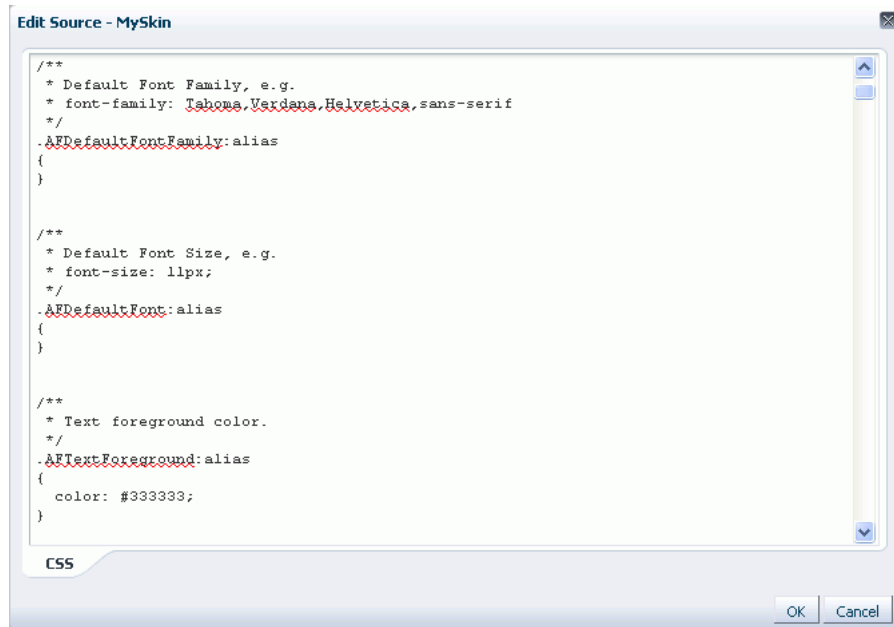 Edit Source - MySkin
/**
 * Default Font Family, e.g.
 * font-family: Tahoma,Verdana,Helvetica,sans-serif
 */
.AFDefaultFontFamily:alias
{
}
/**
 * Default Font Size, e.g.
 * font-size: 11px;
 */
.AFDefaultFont:alias
{
}
/**
 * Text foreground color.
 */
.AFTextForeground:alias
{
  color: #333333;
}
CSS
OK Cancel